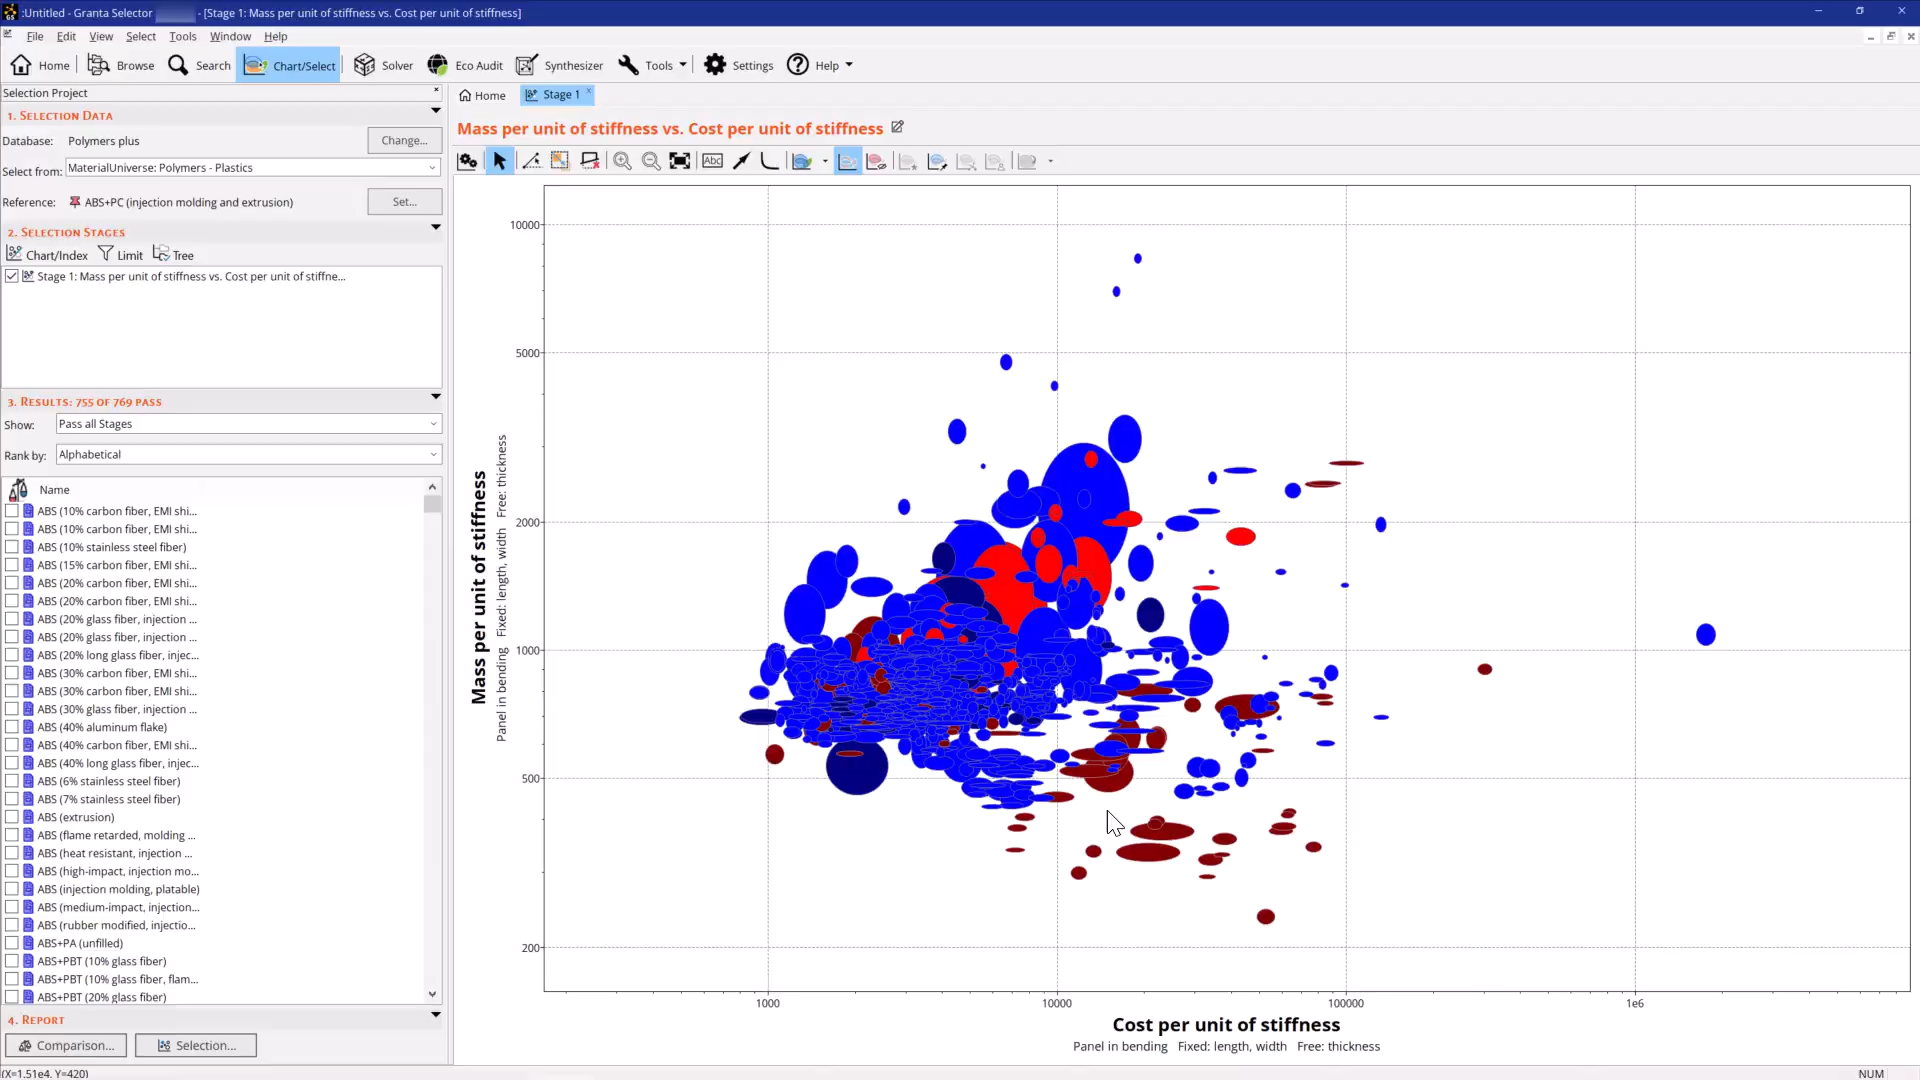 :Untitled - Granta Selector - [Stage 1: Mass per unit of stiffness vs. Cost per unit of stiffness]
File Edit View Select Tools Window Help
Home Browse Search Chart/Select Solver Eco Audit Synthesizer Tools Settings Help
Selection Project
1. SELECTION DATA
Database: Polymers plus Change...
Select from: MaterialUniverse: Polymers - Plastics
Reference: ABS+PC (injection molding and extrusion) Set...
2. SELECTION STAGES
Chart/Index Limit Tree
Stage 1: Mass per unit of stiffness vs. Cost per unit of stiffne...
3. RESULTS: 755 OF 769 PASS
Show: Pass all Stages
Rank by: Alphabetical
Name
ABS (10% carbon fiber, EMI shi...
ABS (10% carbon fiber, EMI shi...
ABS (10% stainless steel fiber)
ABS (15% carbon fiber, EMI shi...
ABS (20% carbon fiber, EMI shi...
ABS (20% carbon fiber, EMI shi...
ABS (20% glass fiber, injection ...
ABS (20% glass fiber, injection ...
ABS (20% long glass fiber, injec...
ABS (30% carbon fiber, EMI shi...
ABS (30% carbon fiber, EMI shi...
ABS (30% glass fiber, injection ...
ABS (40% aluminum flake)
ABS (40% carbon fiber, EMI shi...
ABS (40% long glass fiber, injec...
ABS (6% stainless steel fiber)
ABS (7% stainless steel fiber)
ABS (extrusion)
ABS (flame retarded, molding ...
ABS (heat resistant, injection ...
ABS (high-impact, injection mo...
ABS (injection molding, platable)
ABS (medium-impact, injection...
ABS (rubber modified, injectio...
ABS+PA (unfilled)
ABS+PBT (10% glass fiber)
ABS+PBT (10% glass fiber, flam...
ABS+PBT (20% glass fiber)
4. REPORT
Comparison... Selection...
Home Stage 1
Mass per unit of stiffness vs. Cost per unit of stiffness
Abc
Mass per unit of stiffness
Panel in bending Fixed: length, width Free: thickness
10000
5000
2000
1000
500
200
1000 10000 100000 1e6
Cost per unit of stiffness
Panel in bending Fixed: length, width Free: thickness
(X=1.51e4, Y=420) NUM